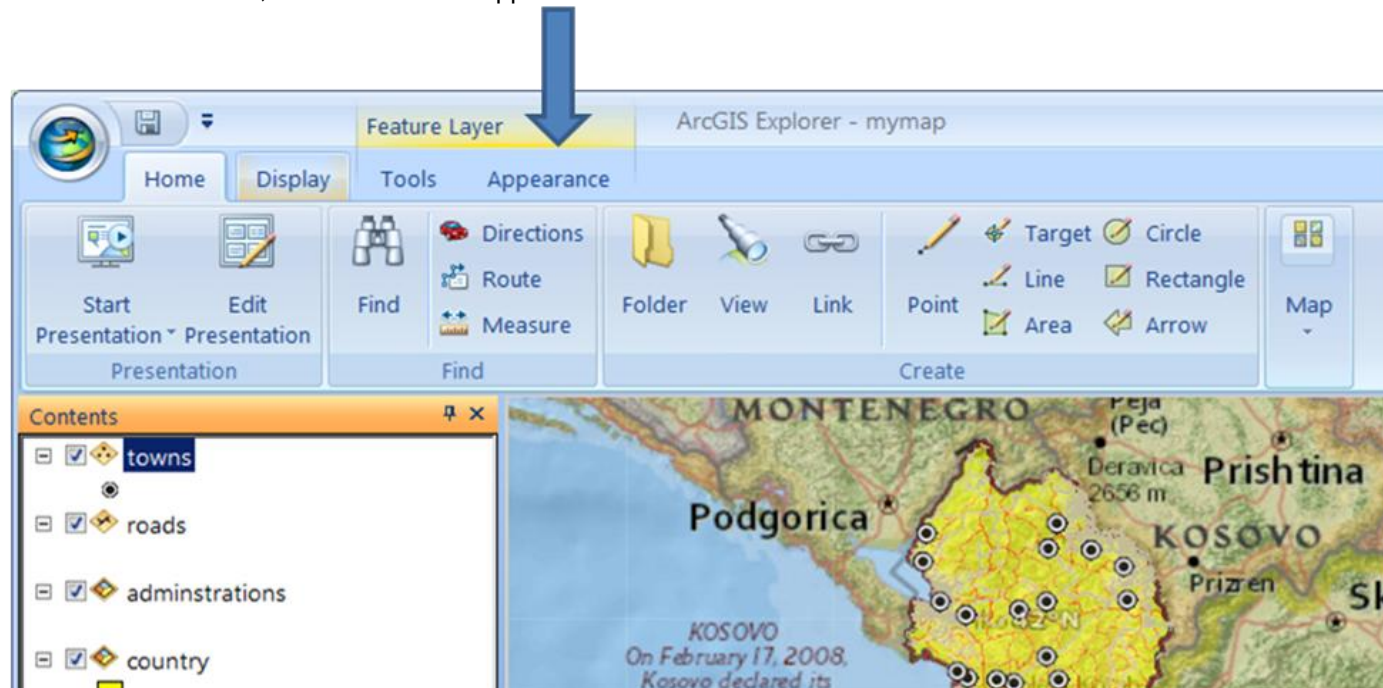 Feature Layer
ArcGIS Explorer - mymap
Home Display Tools Appearance
Start Presentation
Edit Presentation
Presentation
Find
Directions
Route
Measure
Find
Folder
View
Link
Point
Target
Line
Area
Circle
Rectangle
Arrow
Create
Map
Contents
towns
roads
adminstrations
country
MONTENEGRO
Peja
(Pec)
Deravica
2656 m
Prishtina
Podgorica
KOSOVO
Prizren
42°N
KOSOVO
On February 17, 2008,
Kosovo declared its